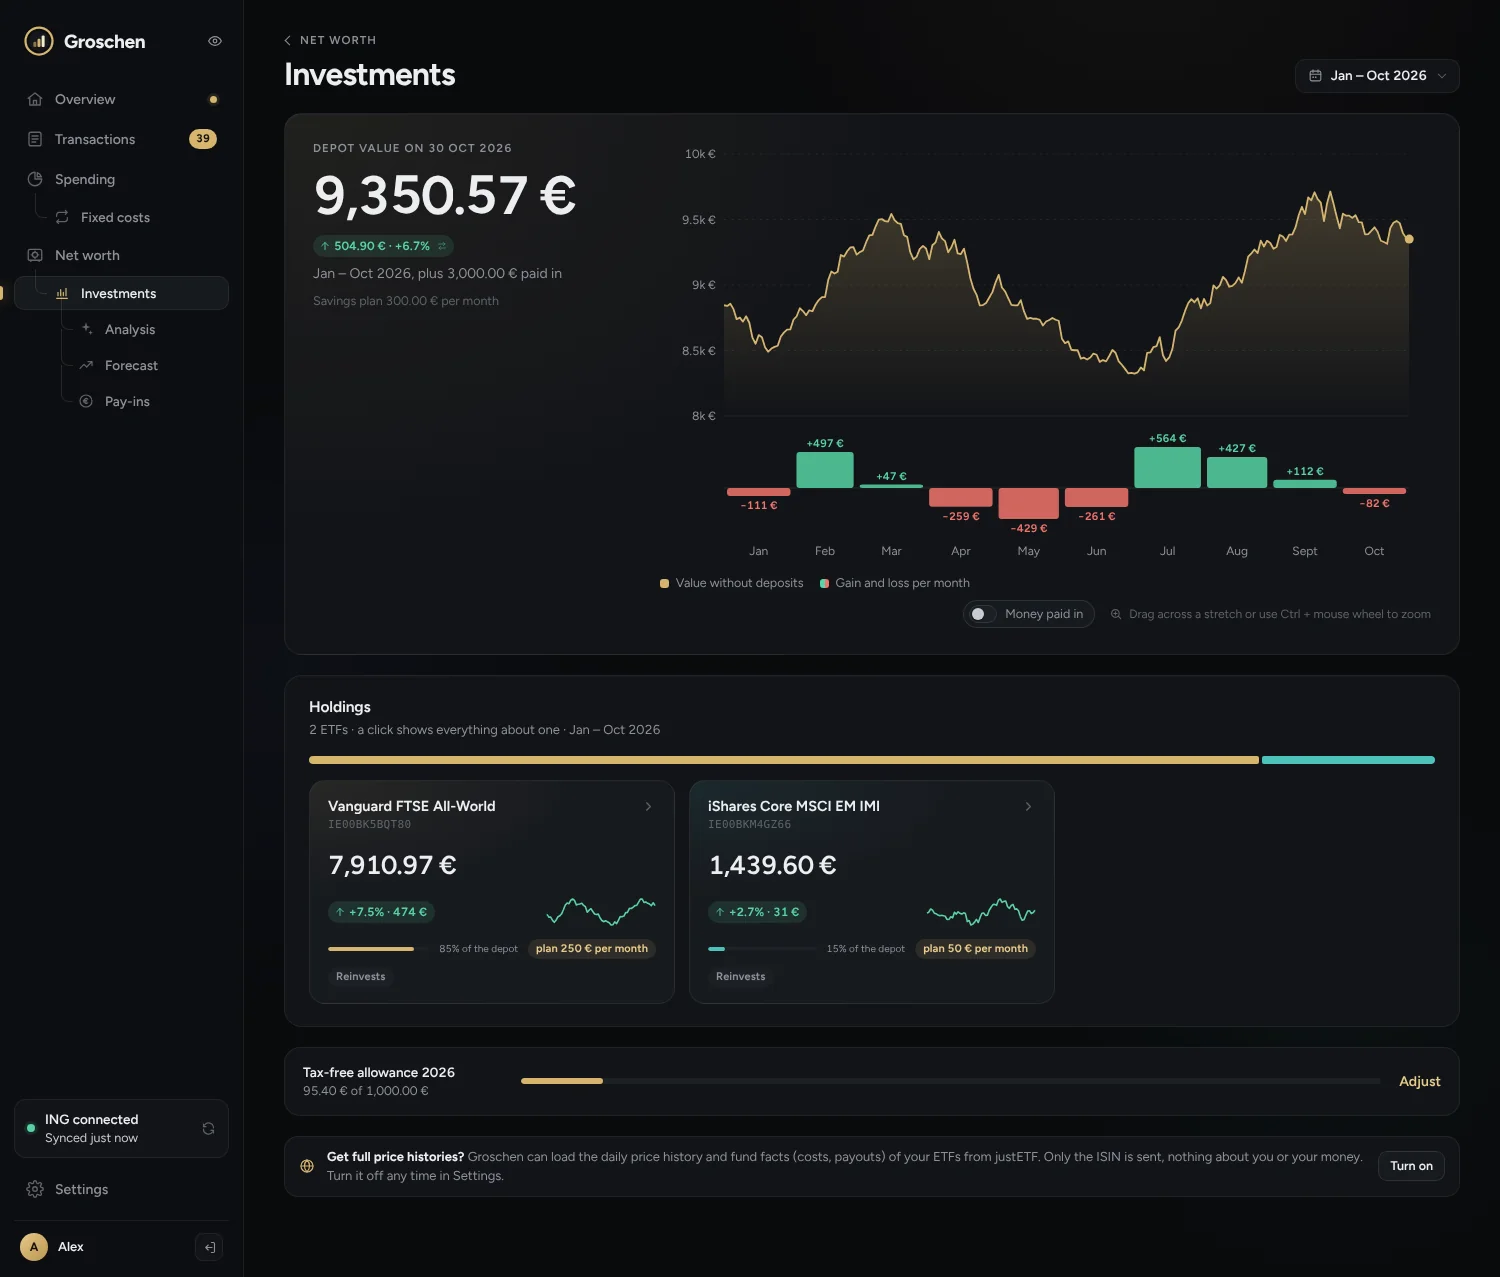 Groschen
Overview
Transactions
39
Spending
Fixed costs
Net worth
Investments
Analysis
Forecast
Pay-ins
ING connected
Synced just now
Settings
A
Alex
NET WORTH
Investments
Jan – Oct 2026
DEPOT VALUE ON 30 OCT 2026
9,350.57 €
↑ 504.90 € · +6.7%
Jan – Oct 2026, plus 3,000.00 € paid in
Savings plan 300.00 € per month
10k €
9.5k €
9k €
8.5k €
8k €
−111 €
+497 €
+47 €
−259 €
−429 €
−261 €
+564 €
+427 €
+112 €
−82 €
Jan Feb Mar Apr May Jun Jul Aug Sept Oct
Value without deposits
Gain and loss per month
Money paid in
Drag across a stretch or use Ctrl + mouse wheel to zoom
Holdings
2 ETFs · a click shows everything about one · Jan – Oct 2026
Vanguard FTSE All-World
IE00BK5BQT80
7,910.97 €
↑ +7.5% · 474 €
85% of the depot
plan 250 € per month
Reinvests
iShares Core MSCI EM IMI
IE00BKM4GZ66
1,439.60 €
↑ +2.7% · 31 €
15% of the depot
plan 50 € per month
Reinvests
Tax-free allowance 2026
95.40 € of 1,000.00 €
Adjust
Get full price histories? Groschen can load the daily price history and fund facts (costs, payouts) of your ETFs from justETF. Only the ISIN is sent, nothing about you or your money.
Turn it off any time in Settings.
Turn on